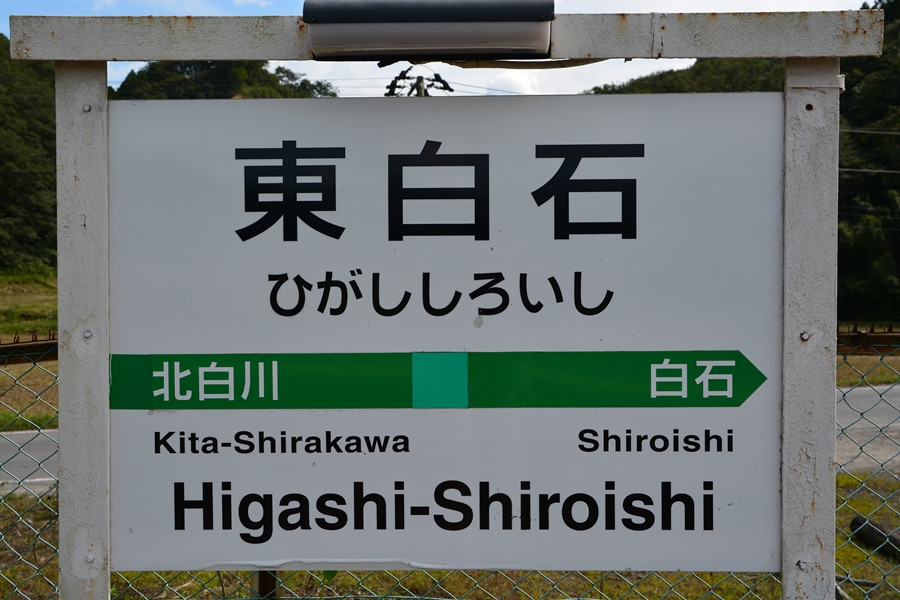 東白石
ひがししろいし
北白川 白石
Kita-Shirakawa Shiroishi
Higashi-Shiroishi